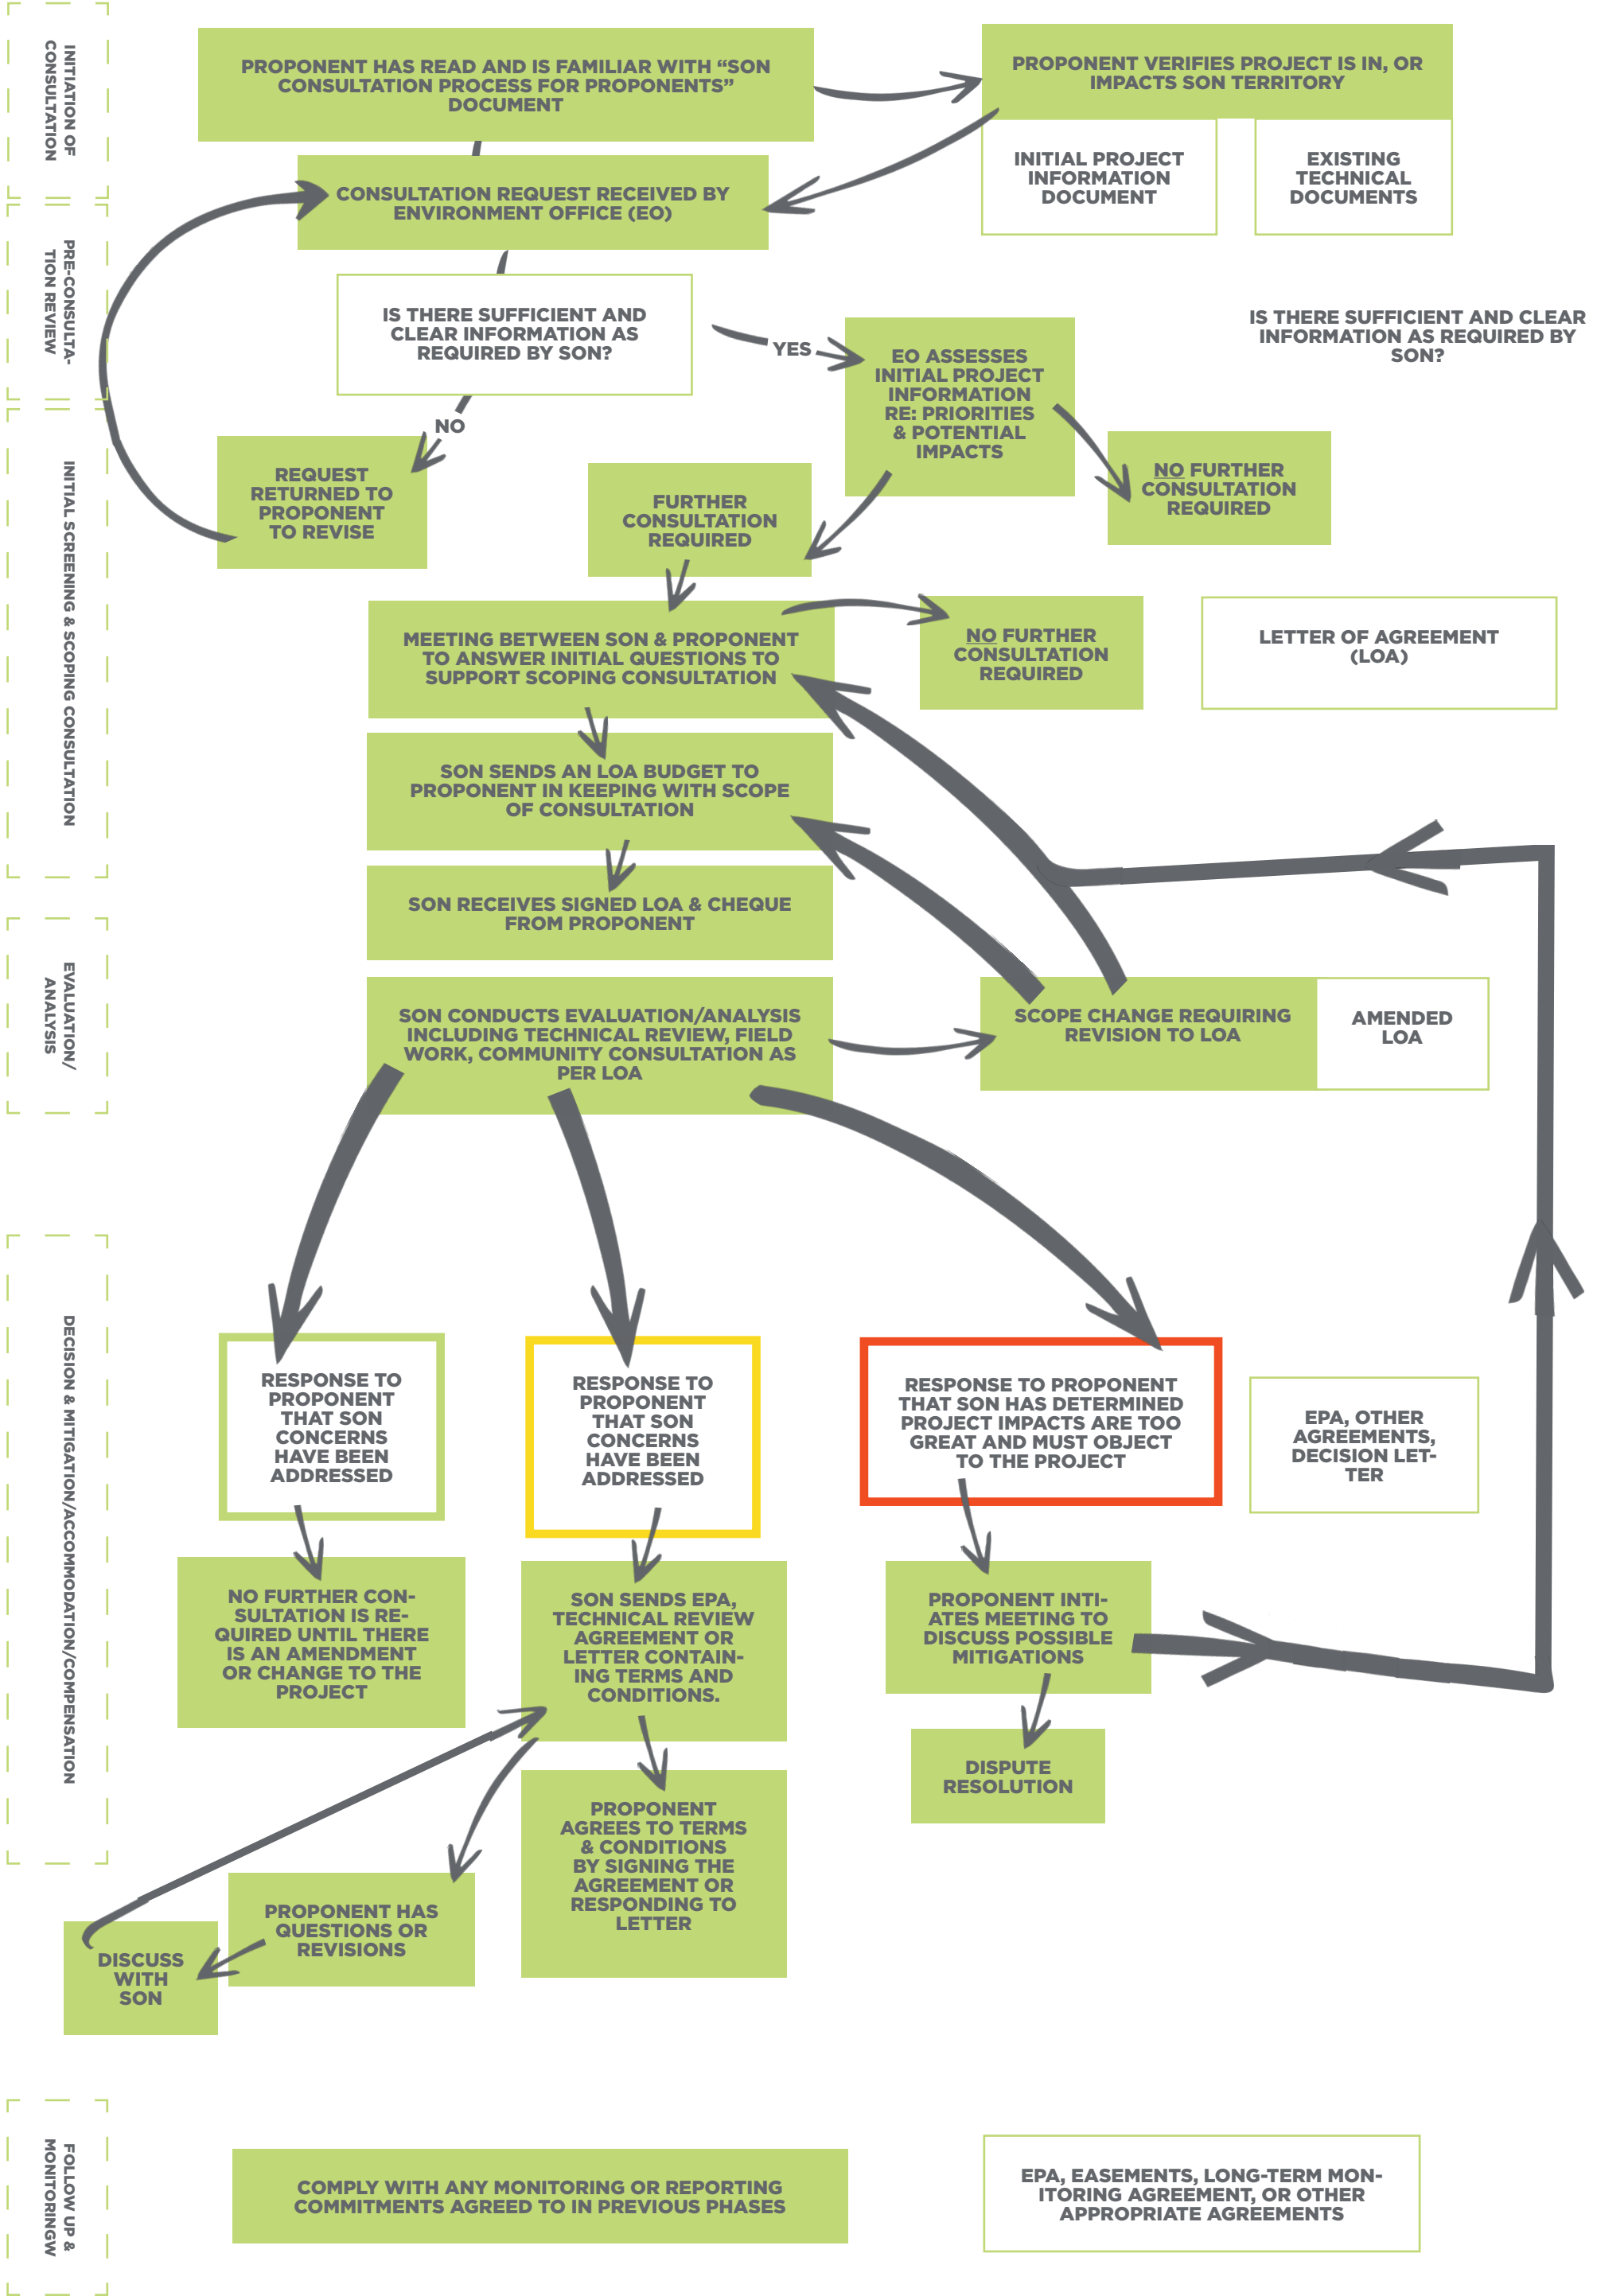 INITIATION OF
CONSULTATION
PROPONENT HAS READ AND IS FAMILIAR WITH “SON
CONSULTATION PROCESS FOR PROPONENTS”
DOCUMENT
PROPONENT VERIFIES PROJECT IS IN, OR
IMPACTS SON TERRITORY
INITIAL PROJECT
INFORMATION
DOCUMENT
EXISTING
TECHNICAL
DOCUMENTS
CONSULTATION REQUEST RECEIVED BY
ENVIRONMENT OFFICE (EO)
PRE-CONSULTA-
TION REVIEW
IS THERE SUFFICIENT AND
CLEAR INFORMATION AS
REQUIRED BY SON?
YES
NO
EO ASSESSES
INITIAL PROJECT
INFORMATION
RE: PRIORITIES
& POTENTIAL
IMPACTS
IS THERE SUFFICIENT AND CLEAR
INFORMATION AS REQUIRED BY
SON?
INITIAL SCREENING & SCOPING CONSULTATION
REQUEST
RETURNED TO
PROPONENT
TO REVISE
FURTHER
CONSULTATION
REQUIRED
NO FURTHER
CONSULTATION
REQUIRED
MEETING BETWEEN SON & PROPONENT
TO ANSWER INITIAL QUESTIONS TO
SUPPORT SCOPING CONSULTATION
NO FURTHER
CONSULTATION
REQUIRED
LETTER OF AGREEMENT
(LOA)
SON SENDS AN LOA BUDGET TO
PROPONENT IN KEEPING WITH SCOPE
OF CONSULTATION
SON RECEIVES SIGNED LOA & CHEQUE
FROM PROPONENT
EVALUATION/
ANALYSIS
SON CONDUCTS EVALUATION/ANALYSIS
INCLUDING TECHNICAL REVIEW, FIELD
WORK, COMMUNITY CONSULTATION AS
PER LOA
SCOPE CHANGE REQUIRING
REVISION TO LOA
AMENDED
LOA
DECISION & MITIGATION/ACCOMMODATION/COMPENSATION
RESPONSE TO
PROPONENT
THAT SON
CONCERNS
HAVE BEEN
ADDRESSED
RESPONSE TO
PROPONENT
THAT SON
CONCERNS
HAVE BEEN
ADDRESSED
RESPONSE TO PROPONENT
THAT SON HAS DETERMINED
PROJECT IMPACTS ARE TOO
GREAT AND MUST OBJECT
TO THE PROJECT
EPA, OTHER
AGREEMENTS,
DECISION LET-
TER
NO FURTHER CON-
SULTATION IS RE-
QUIRED UNTIL THERE
IS AN AMENDMENT
OR CHANGE TO THE
PROJECT
SON SENDS EPA,
TECHNICAL REVIEW
AGREEMENT OR
LETTER CONTAIN-
ING TERMS AND
CONDITIONS.
PROPONENT INTI-
ATES MEETING TO
DISCUSS POSSIBLE
MITIGATIONS
DISPUTE
RESOLUTION
PROPONENT
AGREES TO TERMS
& CONDITIONS
BY SIGNING THE
AGREEMENT OR
RESPONDING TO
LETTER
PROPONENT HAS
QUESTIONS OR
REVISIONS
DISCUSS
WITH
SON
FOLLOW UP &
MONITORINGW
COMPLY WITH ANY MONITORING OR REPORTING
COMMITMENTS AGREED TO IN PREVIOUS PHASES
EPA, EASEMENTS, LONG-TERM MON-
ITORING AGREEMENT, OR OTHER
APPROPRIATE AGREEMENTS